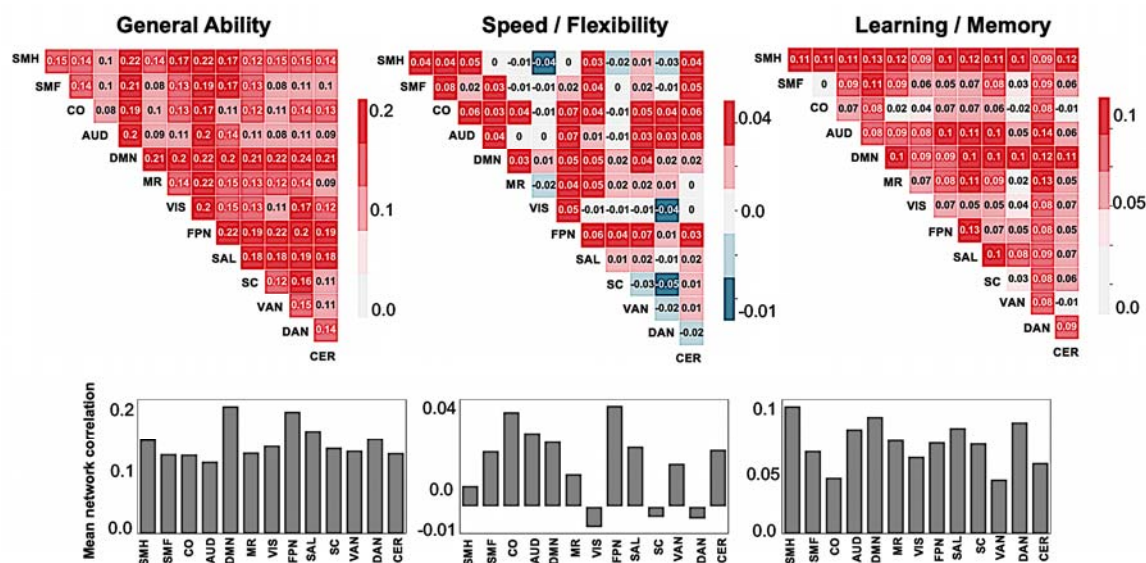 General Ability
Speed / Flexibility
Learning / Memory
SMH 0.15 0.14 0.1 0.22 0.14 0.17 0.22 0.17 0.12 0.15 0.15 0.14
SMF 0.14 0.1 0.21 0.08 0.13 0.19 0.17 0.13 0.08 0.11 0.1
CO 0.08 0.19 0.1 0.13 0.17 0.11 0.12 0.11 0.14 0.13
AUD 0.2 0.09 0.11 0.2 0.14 0.11 0.08 0.11 0.09
DMN 0.21 0.2 0.22 0.2 0.21 0.22 0.24 0.21
MR 0.14 0.22 0.15 0.13 0.12 0.14 0.09
VIS 0.2 0.15 0.13 0.11 0.17 0.12
FPN 0.22 0.19 0.22 0.2 0.19
SAL 0.18 0.18 0.19 0.18
SC 0.12 0.16 0.11
VAN 0.15 0.11
DAN 0.14
CER
0.2
0.1
0.0
SMH 0.04 0.04 0.05 0 -0.01 -0.04 0 0.03 -0.02 0.01 -0.03 0.04
SMF 0.08 0.02 0.03 -0.01 0.02 0.04 0 0.02 -0.01 0.05
CO 0.06 0.03 0.04 -0.01 0.04 0.05 0.04 0.06
AUD 0.04 0 0 0.07 0.01 -0.01 0.03 0.03 0.08
DMN 0.03 0.01 0.05 0.05 0.02 0.04 0.02 0.02
MR -0.02 0.04 0.05 0.02 0.02 0.01 0
VIS 0.05 -0.01 -0.01 -0.01 -0.04 0
FPN 0.06 0.04 0.07 0.01 0.03
SAL 0.01 0.02 -0.01 0.02
SC -0.03 -0.05 0.01
VAN -0.02 0.01
DAN -0.02
CER
0.04
0.0
-0.01
SMH 0.11 0.11 0.11 0.13 0.12 0.09 0.1 0.12 0.11 0.1 0.09 0.12
SMF 0 0.09 0.11 0.09 0.06 0.05 0.07 0.08 0.03 0.09 0.06
CO 0.07 0.08 0.02 0.04 0.07 0.06 0.07 -0.02 0.08 -0.01
AUD 0.08 0.08 0.09 0.1 0.11 0.1 0.05 0.14 0.06
DMN 0.1 0.09 0.09 0.1 0.1 0.1 0.12 0.11
MR 0.07 0.08 0.11 0.09 0.02 0.13 0.05
VIS 0.07 0.05 0.05 0.04 0.08 0.07
FPN 0.13 0.07 0.05 0.08 0.05
SAL 0.1 0.08 0.09 0.07
SC 0.03 0.08 0.06
VAN 0.08 -0.01
DAN 0.09
CER
0.1
0.05
0.0
Mean network correlation
0.2
0.1
0.0
SMH SMF CO AUD DMN MR VIS FPN SAL SC VAN DAN CER
0.04
0.0
-0.01
SMH SMF CO AUD DMN MR VIS FPN SAL SC VAN DAN CER
0.1
0.05
0.0
SMH SMF CO AUD DMN MR VIS FPN SAL SC VAN DAN CER